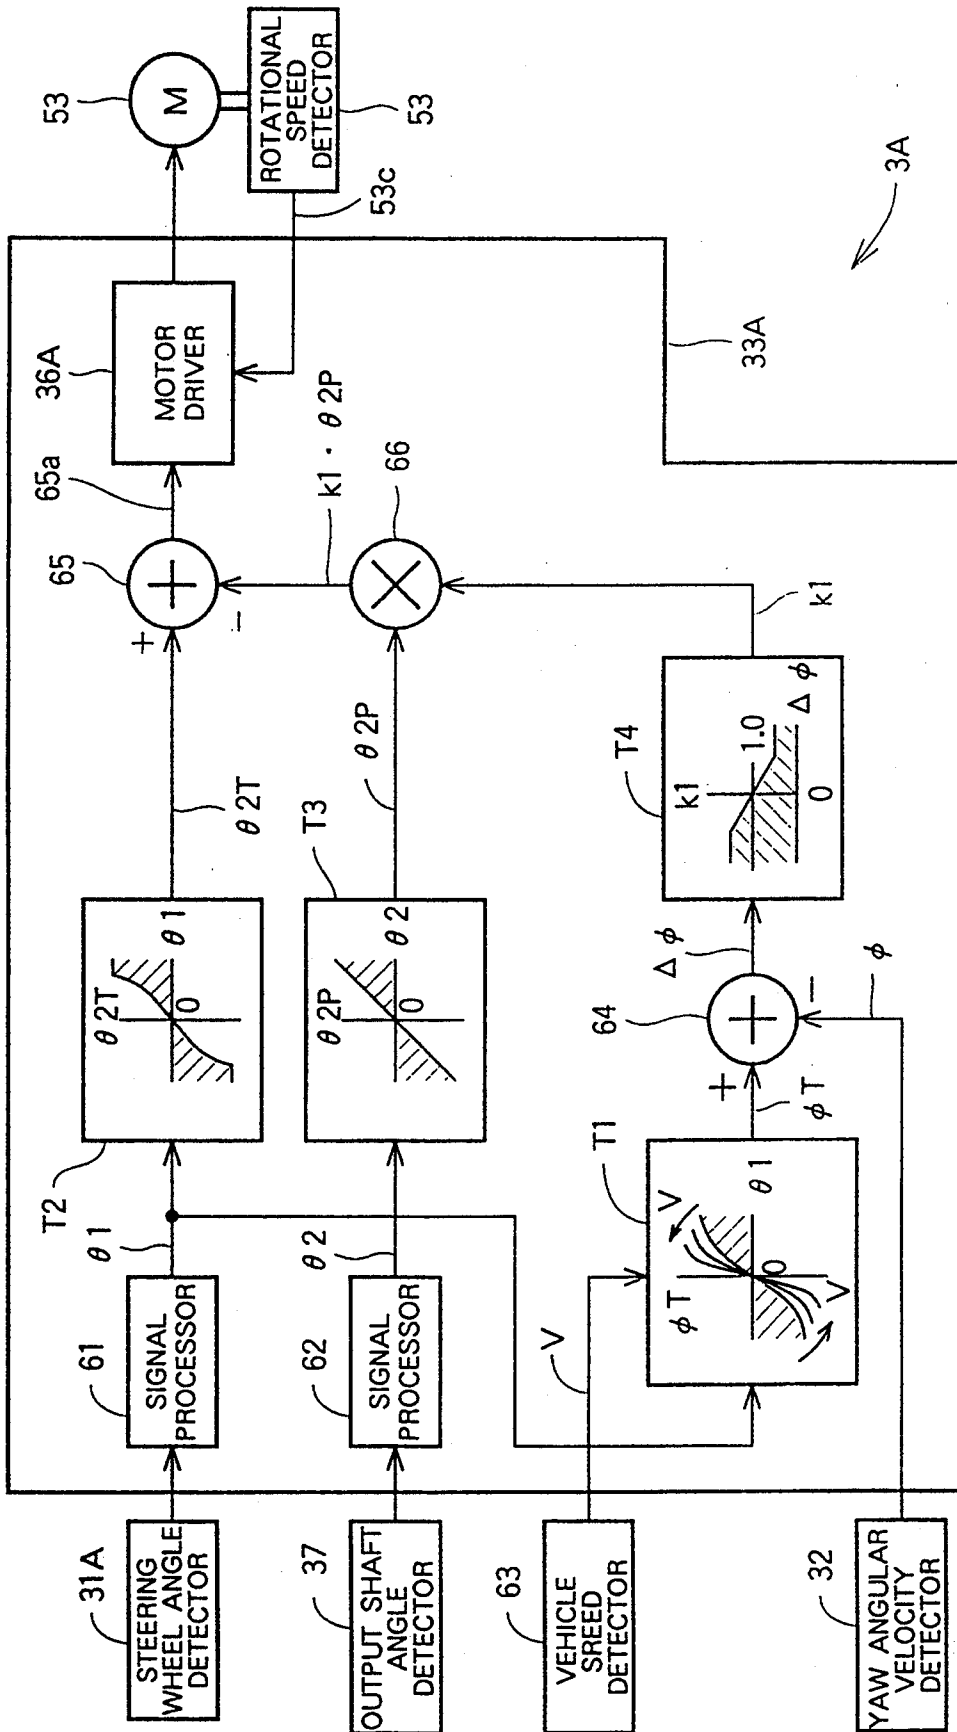 31A
STEERING
WHEEL ANGLE
DETECTOR
61
SIGNAL
PROCESSOR
θ1
T2
θ2T
θ1
0
θ2T
+
−
65
65a
36A
MOTOR
DRIVER
53
M
ROTATIONAL
SPEED
DETECTOR
53
53c
37
OUTPUT SHAFT
ANGLE
DETECTOR
62
SIGNAL
PROCESSOR
θ2
T3
θ2P
θ2
0
θ2P
66
k1・θ2P
63
VEHICLE
SREED
DETECTOR
V
T1
φT
θ1
0
V
V
φT
+
−
64
Δφ
T4
k1
1.0
0
Δφ
k1
33A
3A
32
YAW ANGULAR
VELOCITY
DETECTOR
φ